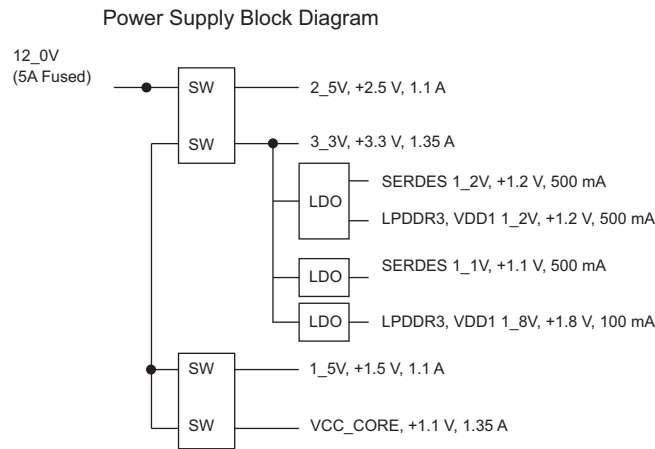 Power Supply Block Diagram
12_0V
(5A Fused)
SW
2_5V, +2.5 V, 1.1 A
SW
3_3V, +3.3 V, 1.35 A
LDO
SERDES 1_2V, +1.2 V, 500 mA
LPDDR3, VDD1 1_2V, +1.2 V, 500 mA
LDO
SERDES 1_1V, +1.1 V, 500 mA
LDO
LPDDR3, VDD1 1_8V, +1.8 V, 100 mA
SW
1_5V, +1.5 V, 1.1 A
SW
VCC_CORE, +1.1 V, 1.35 A